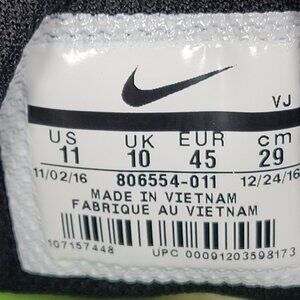 VJ
US UK EUR cm
11 10 45 29
11/02/16 806554-011 12/24/16
MADE IN VIETNAM
FABRIQUE AU VIETNAM
107157448
UPC 00091203598173